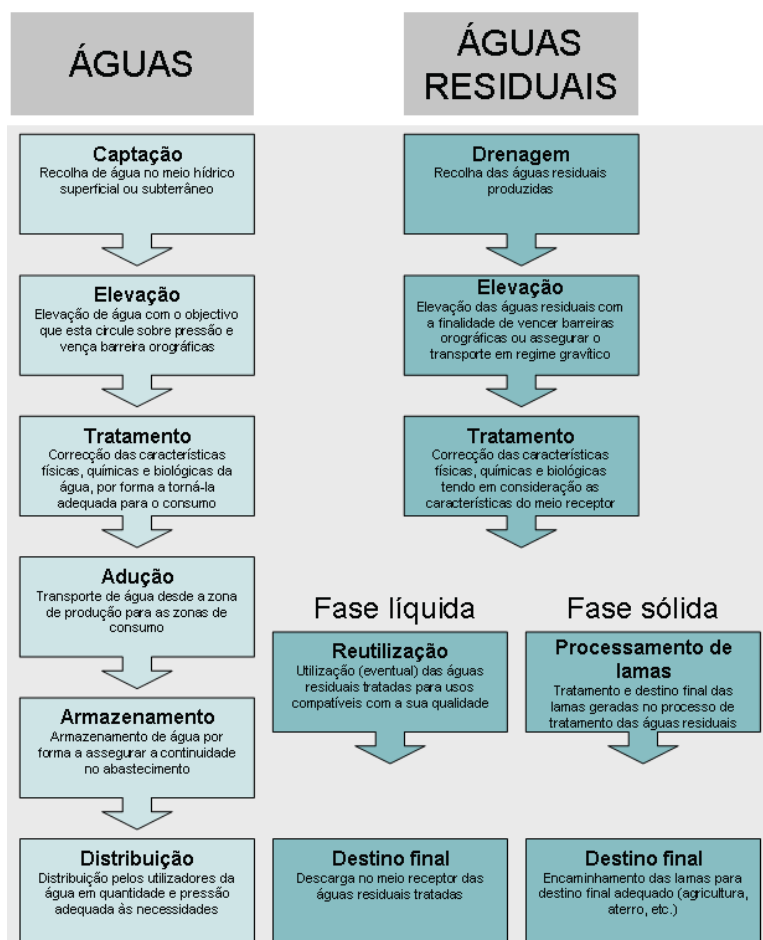 ÁGUAS
Captação
Recolha de água no meio hídrico
superficial ou subterrâneo
Elevação
Elevação de água com o objectivo
que esta circule sobre pressão e
vença barreira orográficas
Tratamento
Correcção das características
físicas, químicas e biológicas da
água, por forma a torná-la
adequada para o consumo
Adução
Transporte de água desde a zona
de produção para as zonas de
consumo
Armazenamento
Armazenamento de água por
forma a assegurar a continuidade
no abastecimento
Distribuição
Distribuição pelos utilizadores da
água em quantidade e pressão
adequada às necessidades
ÁGUAS
RESIDUAIS
Drenagem
Recolha das águas residuais
produzidas
Elevação
Elevação das águas residuais com
a finalidade de vencer barreiras
orográficas ou assegurar o
transporte em regime gravítico
Tratamento
Correcção das características
físicas, químicas e biológicas
tendo em consideração as
características do meio receptor
Fase líquida
Reutilização
Utilização (eventual) das águas
residuais tratadas para usos
compatíveis com a sua qualidade
Destino final
Descarga no meio receptor das
águas residuais tratadas
Fase sólida
Processamento de
lamas
Tratamento e destino final das
lamas geradas no processo de
tratamento das águas residuais
Destino final
Encaminhamento das lamas para
destino final adequado (agricultura,
aterro, etc.)